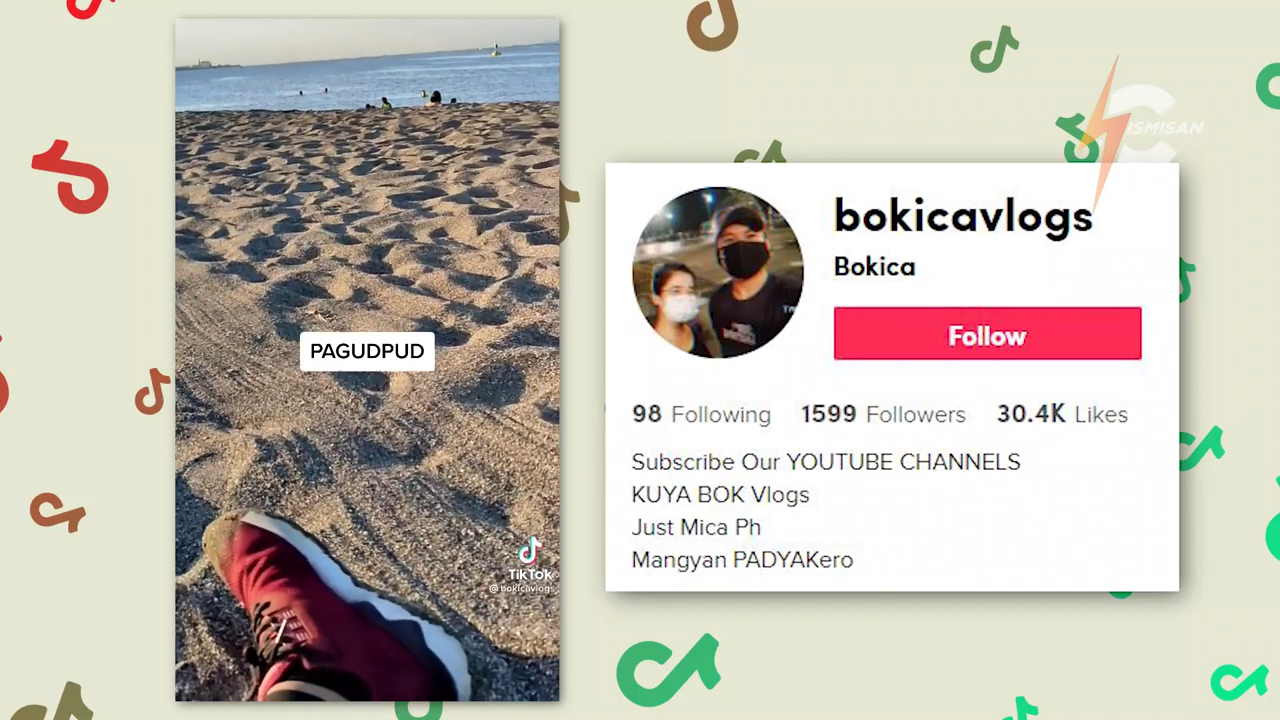 PAGUDPUD
TikTok
@bokicavlogs
ISMISAN
bokicavlogs
Bokica
Follow
98 Following 1599 Followers 30.4K Likes
Subscribe Our YOUTUBE CHANNELS
KUYA BOK Vlogs
Just Mica Ph
Mangyan PADYAKero